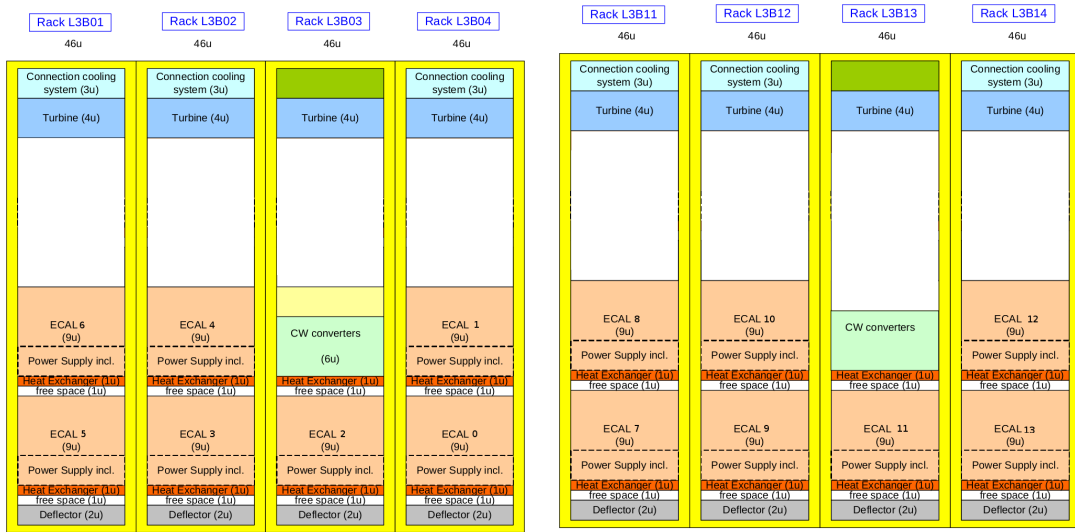 Rack L3B01
Rack L3B02
Rack L3B03
Rack L3B04
46u
46u
46u
46u
Connection cooling
system (3u)
Connection cooling
system (3u)
Connection cooling
system (3u)
Turbine (4u)
Turbine (4u)
Turbine (4u)
Turbine (4u)
ECAL 6
(9u)
ECAL 4
(9u)
CW converters
(6u)
ECAL 1
(9u)
Power Supply incl.
Power Supply incl.
Power Supply incl.
Heat Exchanger (1u)
Heat Exchanger (1u)
Heat Exchanger (1u)
Heat Exchanger (1u)
free space (1u)
free space (1u)
free space (1u)
free space (1u)
ECAL 5
(9u)
ECAL 3
(9u)
ECAL 2
(9u)
ECAL 0
(9u)
Power Supply incl.
Power Supply incl.
Power Supply incl.
Power Supply incl.
Heat Exchanger (1u)
Heat Exchanger (1u)
Heat Exchanger (1u)
Heat Exchanger (1u)
free space (1u)
free space (1u)
free space (1u)
free space (1u)
Deflector (2u)
Deflector (2u)
Deflector (2u)
Deflector (2u)
Rack L3B11
Rack L3B12
Rack L3B13
Rack L3B14
46u
46u
46u
46u
Connection cooling
system (3u)
Connection cooling
system (3u)
Connection cooling
system (3u)
Turbine (4u)
Turbine (4u)
Turbine (4u)
Turbine (4u)
ECAL 8
(9u)
ECAL 10
(9u)
CW converters
ECAL 12
(9u)
Power Supply incl.
Power Supply incl.
Power Supply incl.
Heat Exchanger (1u)
Heat Exchanger (1u)
Heat Exchanger (1u)
Heat Exchanger (1u)
free space (1u)
free space (1u)
free space (1u)
free space (1u)
ECAL 7
(9u)
ECAL 9
(9u)
ECAL 11
(9u)
ECAL 13
(9u)
Power Supply incl.
Power Supply incl.
Power Supply incl.
Power Supply incl.
Heat Exchanger (1u)
Heat Exchanger (1u)
Heat Exchanger (1u)
Heat Exchanger (1u)
free space (1u)
free space (1u)
free space (1u)
free space (1u)
Deflector (2u)
Deflector (2u)
Deflector (2u)
Deflector (2u)